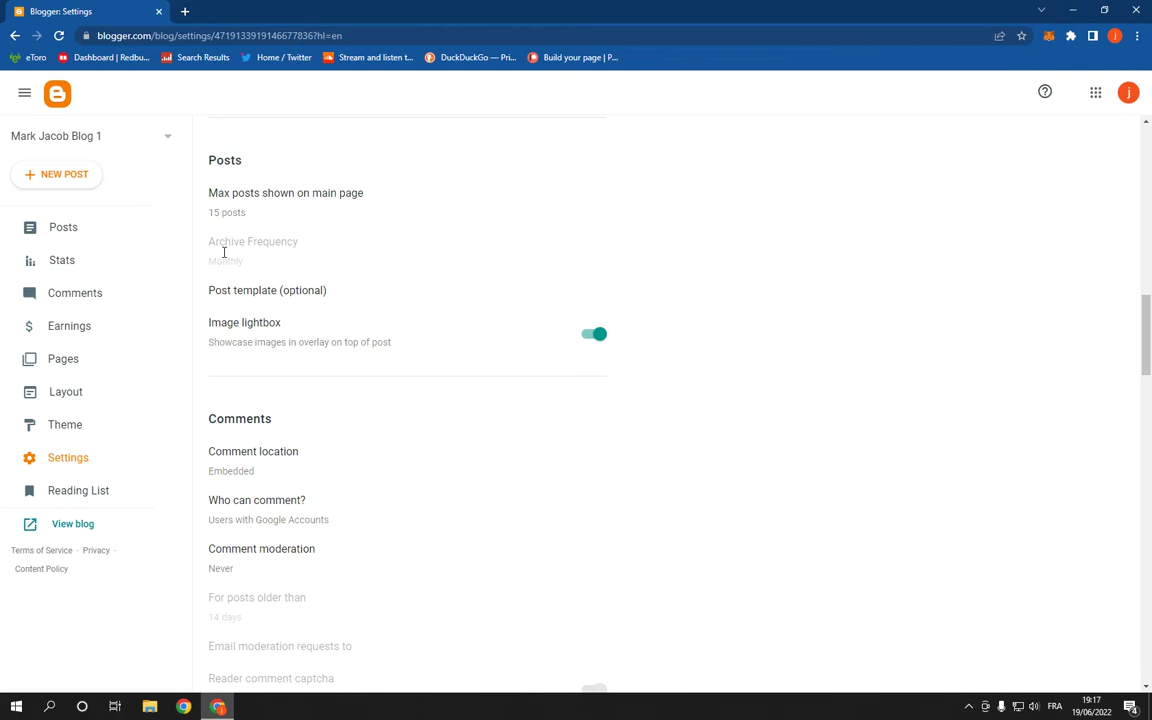 Blogger: Settings
blogger.com/blog/settings/4719133919146677836?hl=en
eToro
Dashboard | Redbu...
Search Results
Home / Twitter
Stream and listen t...
DuckDuckGo — Pri...
Build your page | P...
j
Mark Jacob Blog 1
+ NEW POST
Posts
Stats
Comments
Earnings
Pages
Layout
Theme
Settings
Reading List
View blog
Terms of Service · Privacy ·
Content Policy
Posts
Max posts shown on main page
15 posts
Archive Frequency
Monthly
Post template (optional)
Image lightbox
Showcase images in overlay on top of post
Comments
Comment location
Embedded
Who can comment?
Users with Google Accounts
Comment moderation
Never
For posts older than
14 days
Email moderation requests to
Reader comment captcha
FRA
19:17
19/06/2022
4